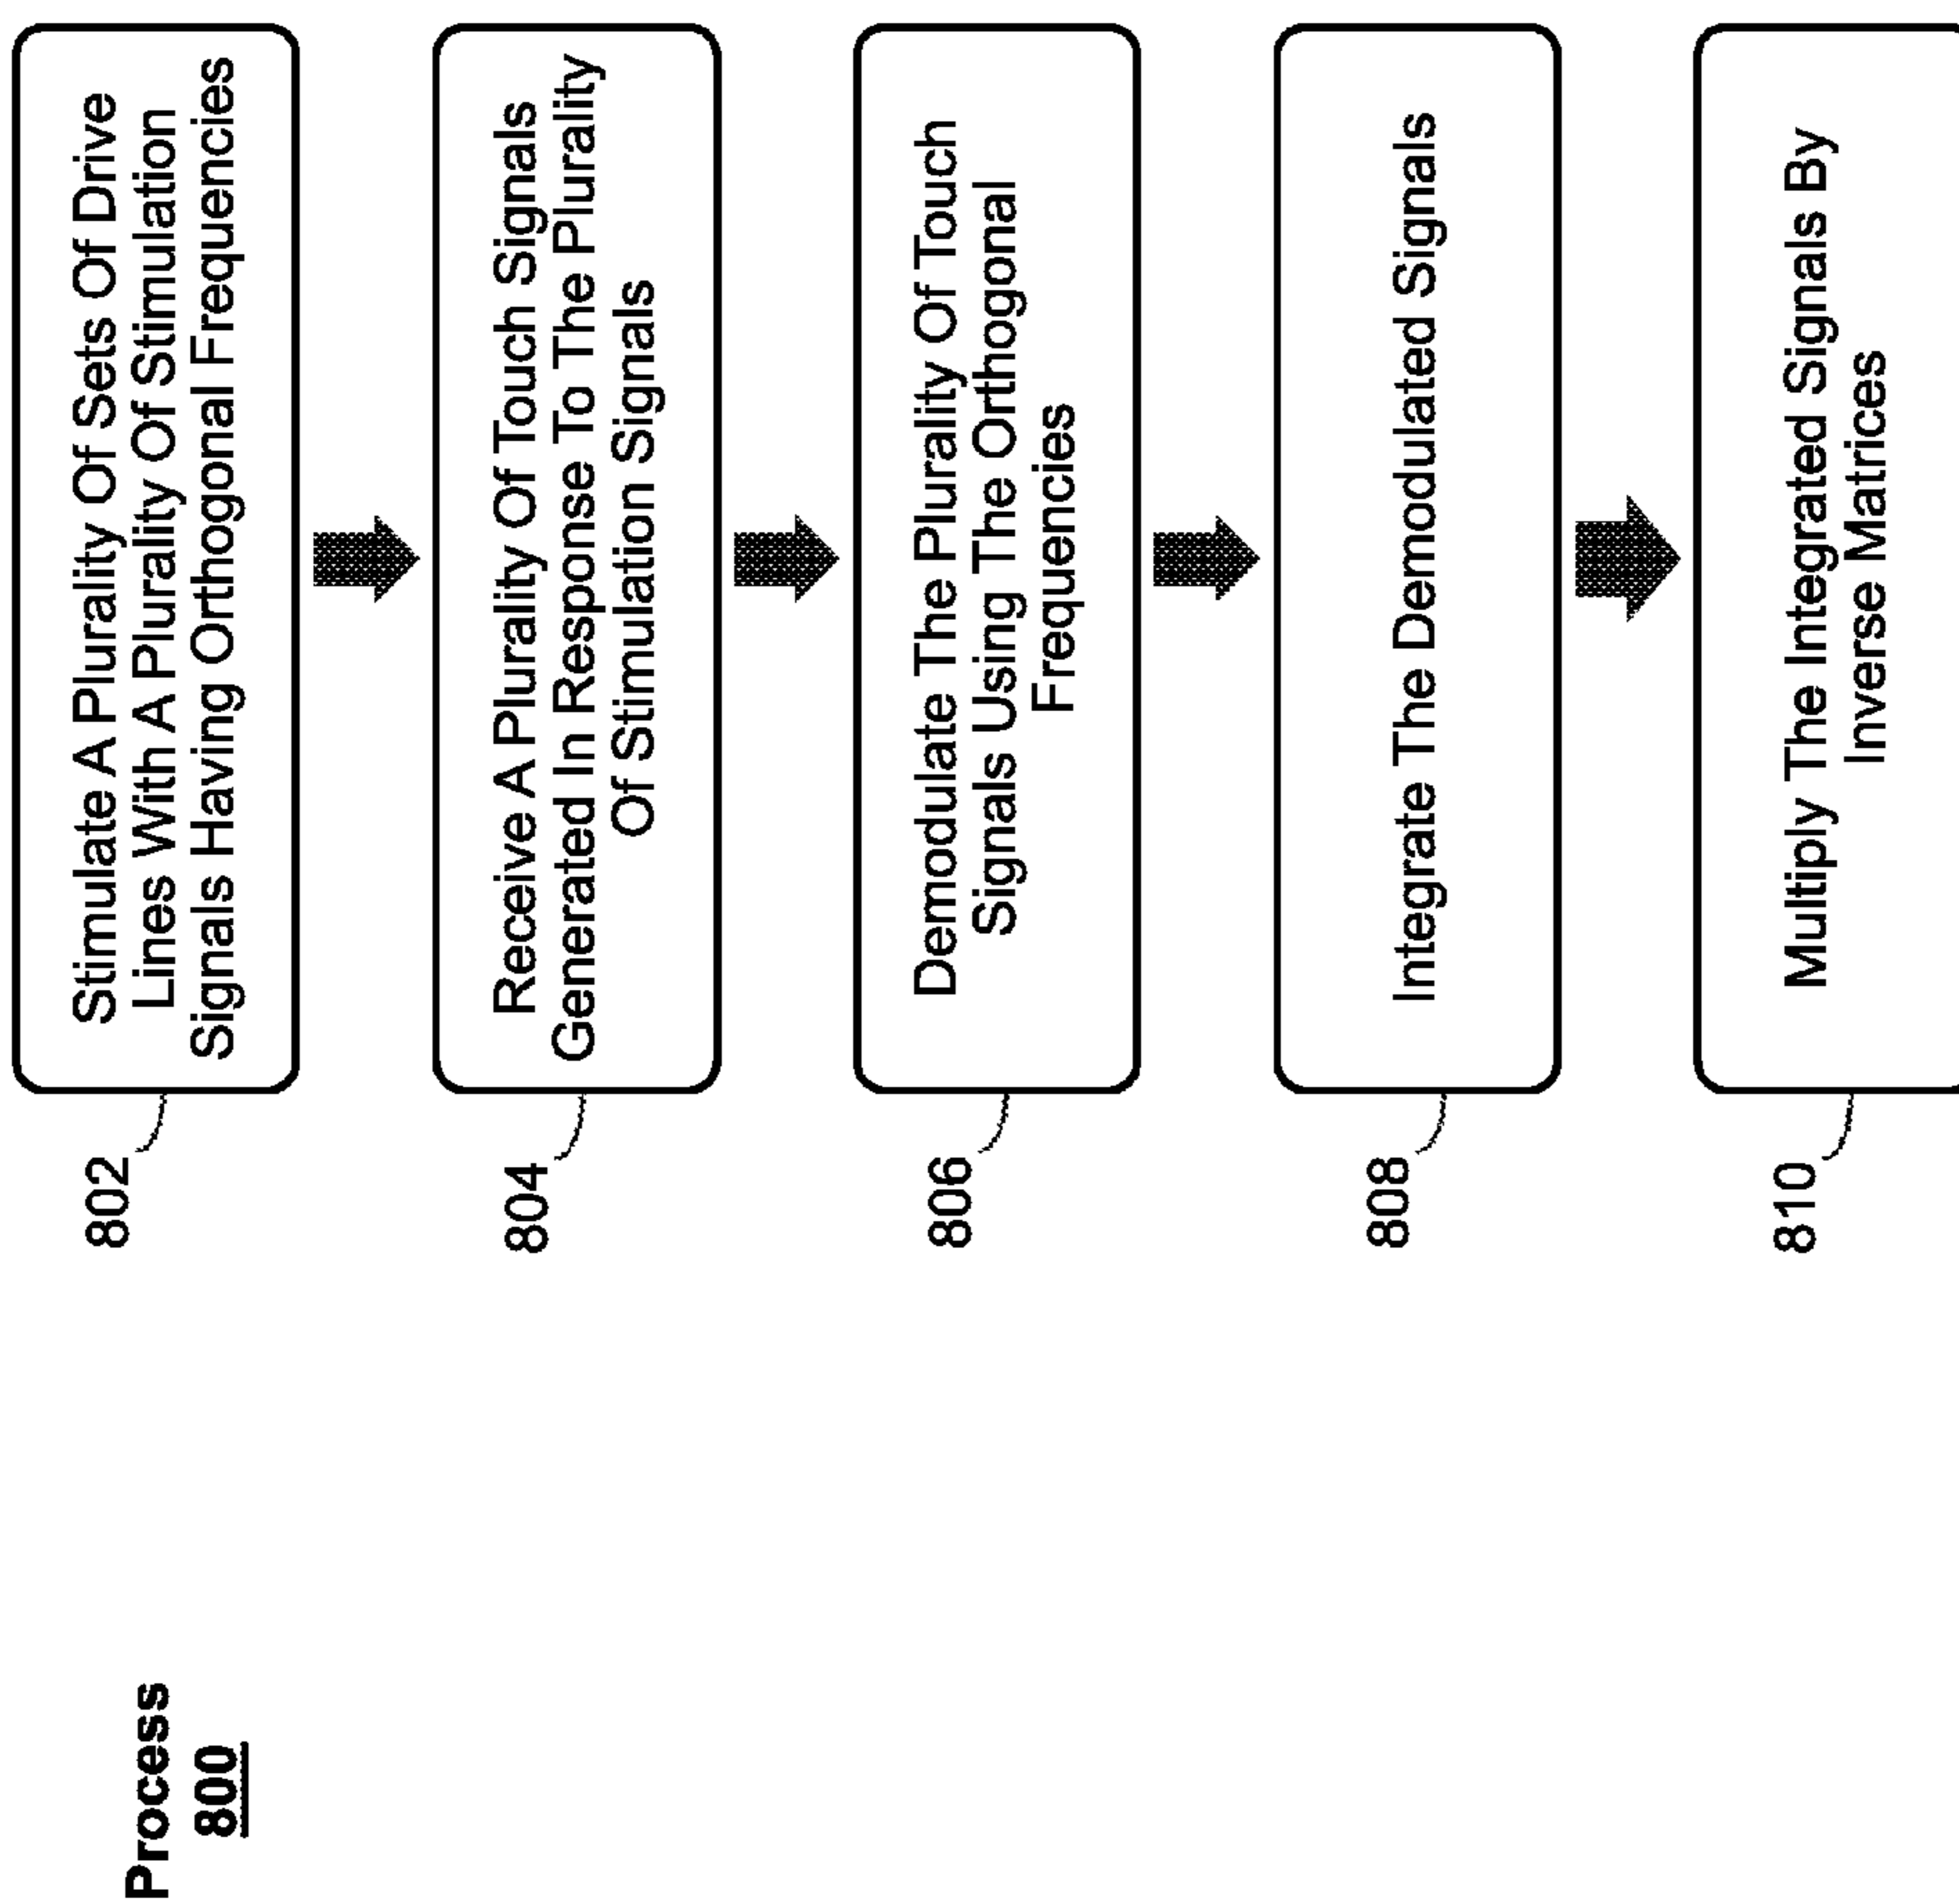 Process
800
802
Stimulate A Plurality Of Sets Of Drive
Lines With A Plurality Of Stimulation
Signals Having Orthogonal Frequencies
804
Receive A Plurality Of Touch Signals
Generated In Response To The Plurality
Of Stimulation Signals
806
Demodulate The Plurality Of Touch
Signals Using The Orthogonal
Frequencies
808
Integrate The Demodulated Signals
810
Multiply The Integrated Signals By
Inverse Matrices